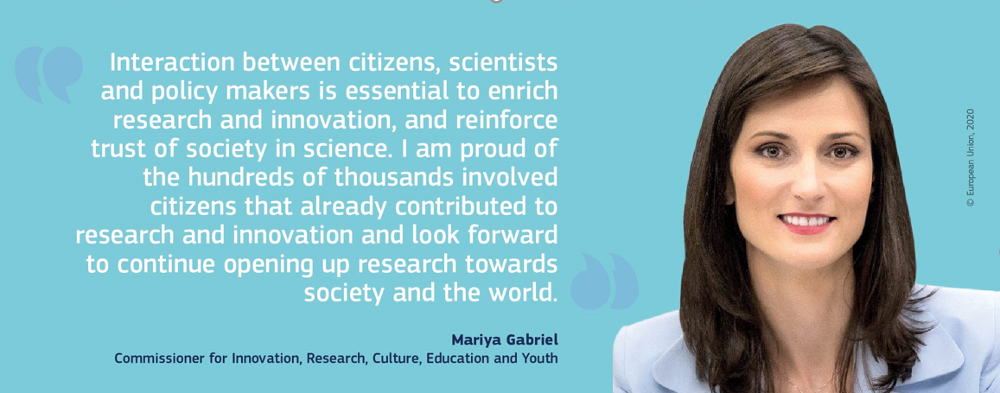 Interaction between citizens, scientists
and policy makers is essential to enrich
research and innovation, and reinforce
trust of society in science. I am proud of
the hundreds of thousands involved
citizens that already contributed to
research and innovation and look forward
to continue opening up research towards
society and the world.
Mariya Gabriel
Commissioner for Innovation, Research, Culture, Education and Youth
© European Union, 2020